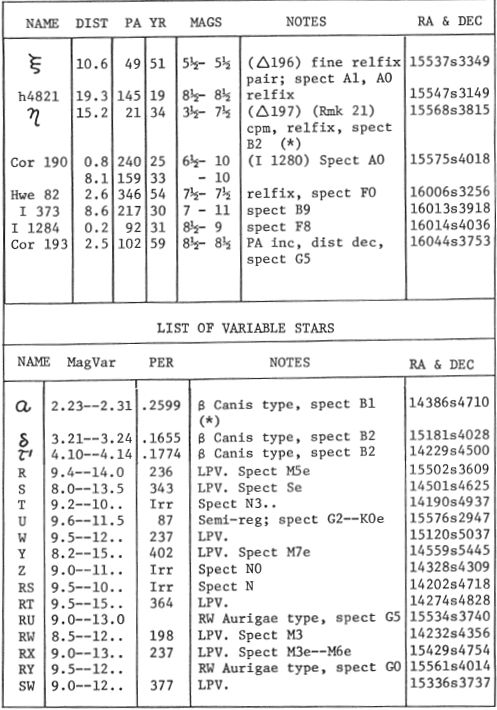 NAME DIST PA YR MAGS NOTES RA & DEC
ξ 10.6 49 51 5½- 5½ (△196) fine relfix 15537s3349
pair; spect A1, A0
h4821 19.3 145 19 8½- 8½ relfix 15547s3149
η 15.2 21 34 3½- 7½ (△197) (Rmk 21) 15568s3815
cpm, relfix, spect
B2 (*)
Cor 190 0.8 240 25 6½- 10 (I 1280) Spect A0 15575s4018
8.1 159 33 - 10
Hwe 82 2.6 346 54 7½- 7½ relfix, spect F0 16006s3256
I 373 8.6 217 30 7 - 11 spect B9 16013s3918
I 1284 0.2 92 31 8½- 9 spect F8 16014s4036
Cor 193 2.5 102 59 8½- 8½ PA inc, dist dec, 16044s3753
spect G5
LIST OF VARIABLE STARS
NAME MagVar PER NOTES RA & DEC
α 2.23--2.31 .2599 β Canis type, spect B1 14386s4710
(*)
δ 3.21--3.24 .1655 β Canis type, spect B2 15181s4028
τ' 4.10--4.14 .1774 β Canis type, spect B2 14229s4500
R 9.4--14.0 236 LPV. Spect M5e 15502s3609
S 8.0--13.5 343 LPV. Spect Se 14501s4625
T 9.2--10.. Irr Spect N3.. 14190s4937
U 9.6--11.5 87 Semi-reg; spect G2--K0e 15576s2947
W 9.5--12.. 237 LPV. 15120s5037
Y 8.2--15.. 402 LPV. Spect M7e 14559s5445
Z 9.0--11.. Irr Spect N0 14328s4309
RS 9.5--10.. Irr Spect N 14202s4718
RT 9.5--15.. 364 LPV. 14274s4828
RU 9.0--13.0 RW Aurigae type, spect G5 15534s3740
RW 8.5--12.. 198 LPV. Spect M3 14232s4356
RX 9.0--13.. 237 LPV. Spect M3e--M6e 15429s4754
RY 9.5--12.. RW Aurigae type, spect G0 15561s4014
SW 9.0--12.. 377 LPV. 15336s3737